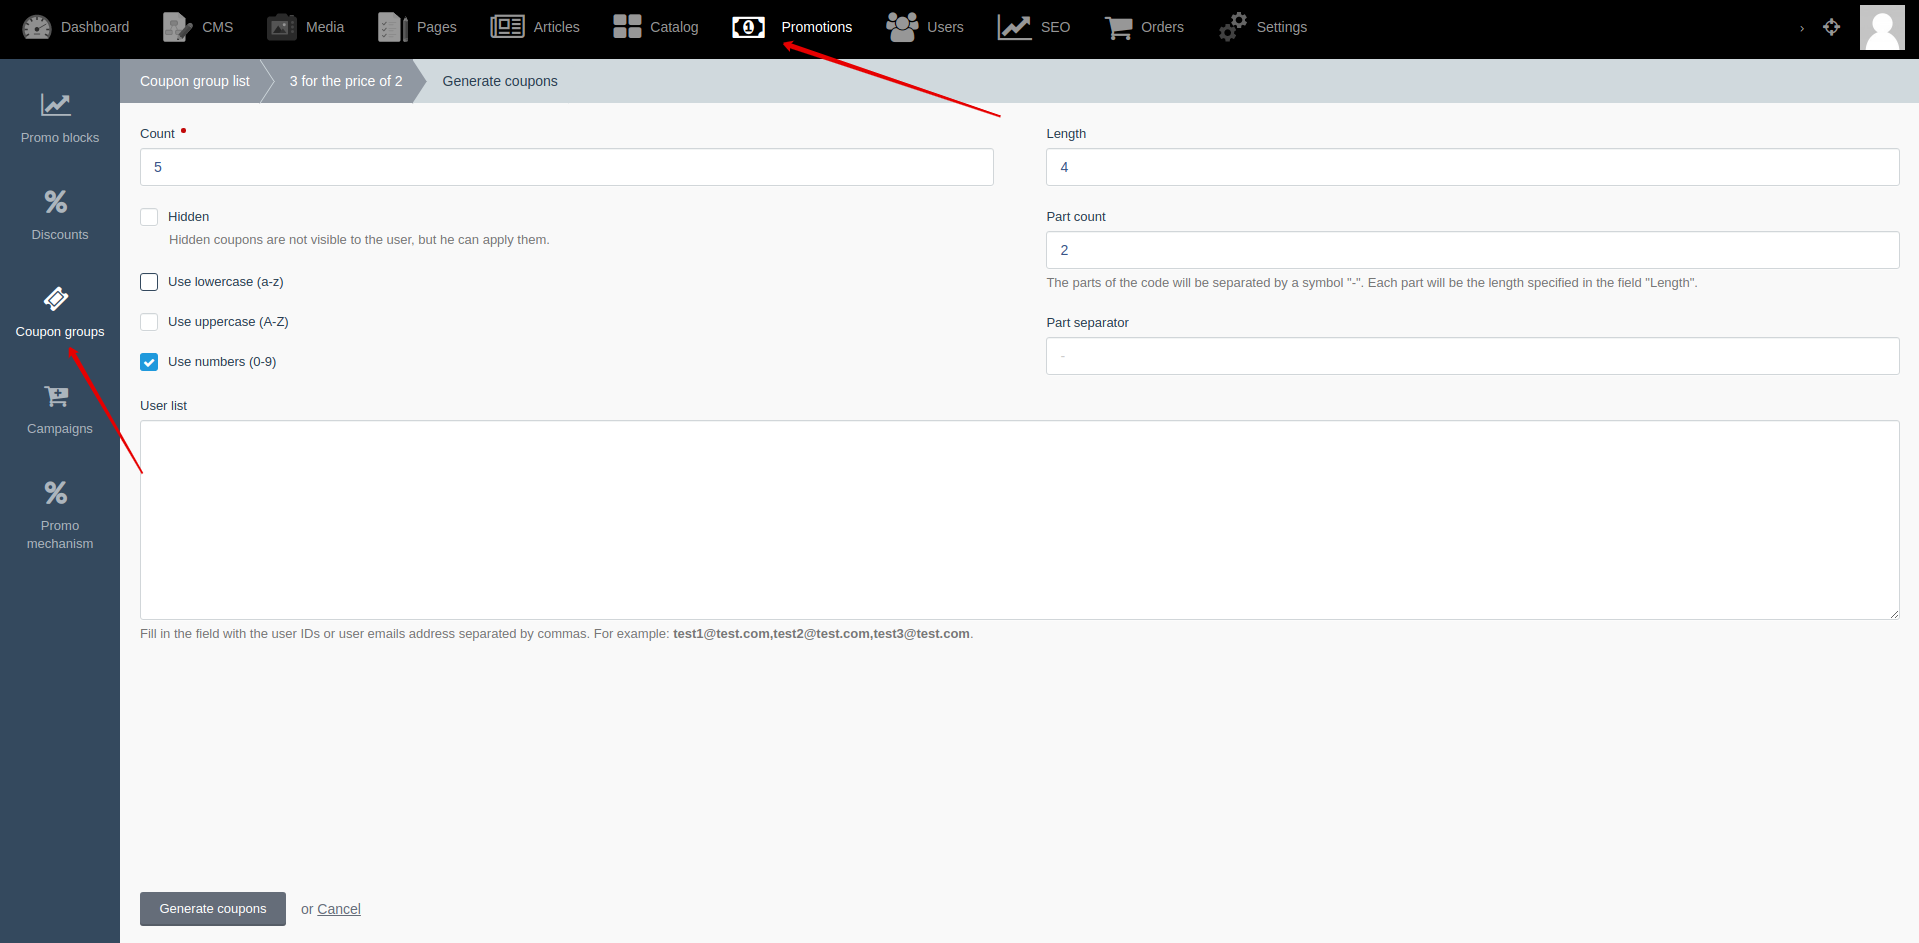 Dashboard CMS Media Pages Articles Catalog Promotions Users SEO Orders Settings
Coupon group list 3 for the price of 2 Generate coupons
Promo blocks
Discounts
Coupon groups
Campaigns
Promo
mechanism
Count
5
Hidden
Hidden coupons are not visible to the user, but he can apply them.
Use lowercase (a-z)
Use uppercase (A-Z)
Use numbers (0-9)
Length
4
Part count
2
The parts of the code will be separated by a symbol "-". Each part will be the length specified in the field "Length".
Part separator
-
User list
Fill in the field with the user IDs or user emails address separated by commas. For example: test1@test.com,test2@test.com,test3@test.com.
Generate coupons or Cancel